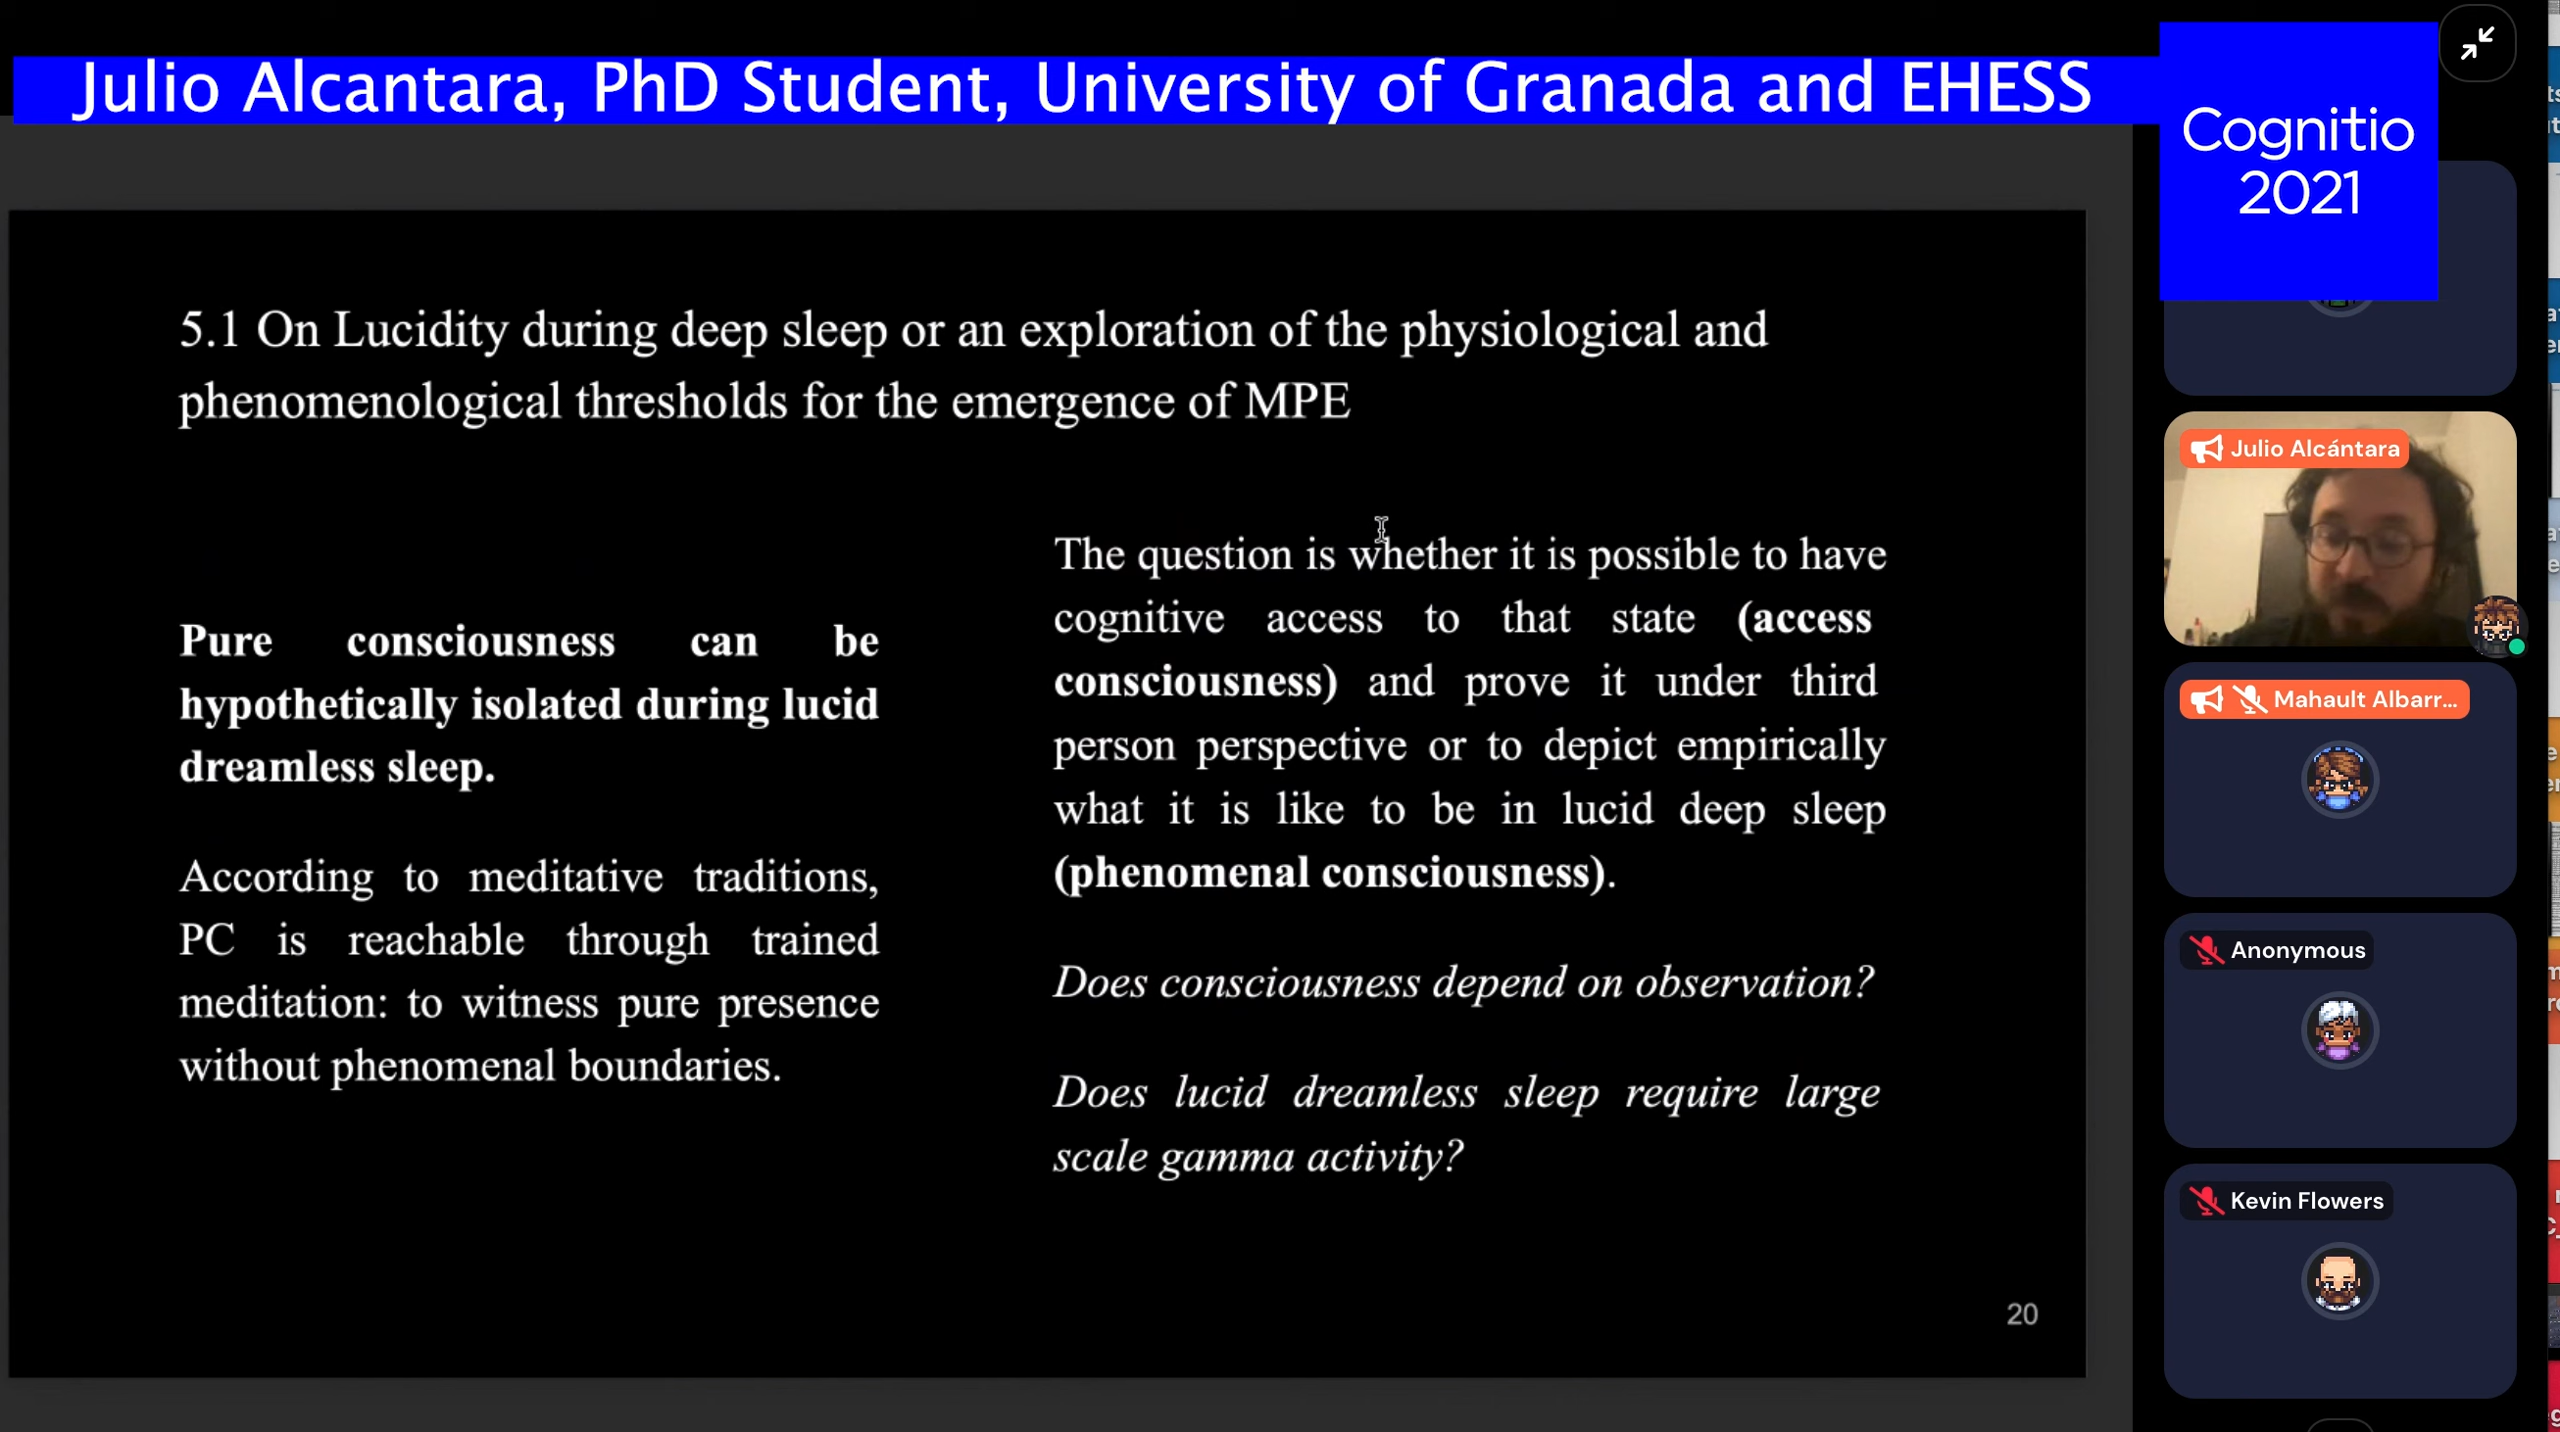 Julio Alcantara, PhD Student, University of Granada and EHESS
Cognitio
2021
5.1 On Lucidity during deep sleep or an exploration of the physiological and
phenomenological thresholds for the emergence of MPE
Pure consciousness can be
hypothetically isolated during lucid
dreamless sleep.
According to meditative traditions,
PC is reachable through trained
meditation: to witness pure presence
without phenomenal boundaries.
The question is whether it is possible to have
cognitive access to that state (access
consciousness) and prove it under third
person perspective or to depict empirically
what it is like to be in lucid deep sleep
(phenomenal consciousness).
Does consciousness depend on observation?
Does lucid dreamless sleep require large
scale gamma activity?
20
Julio Alcántara
Mahault Albarr...
Anonymous
Kevin Flowers